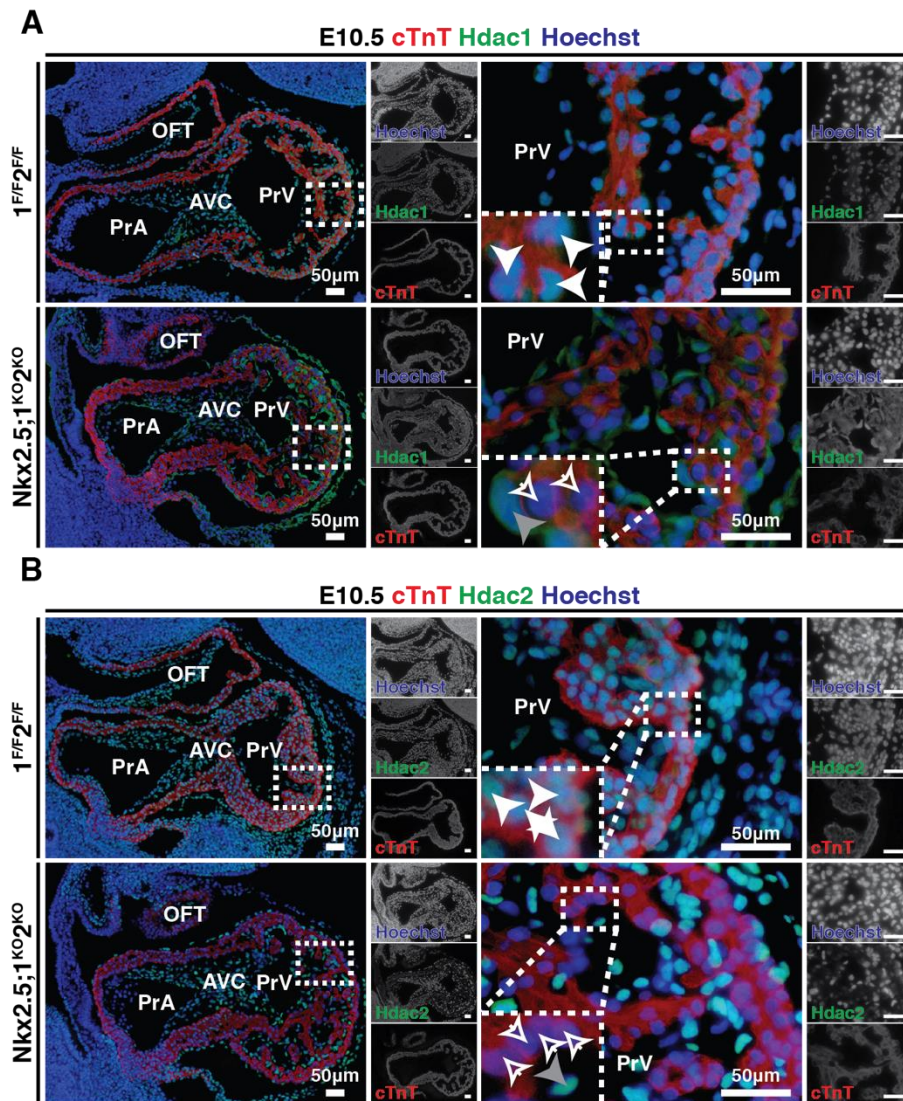 A
E10.5 cTnT Hdac1 Hoechst
1F/F2F/F
OFT
PrA
AVC
PrV
50μm
Hoechst
Hdac1
cTnT
PrV
50μm
Hoechst
Hdac1
cTnT
Nkx2.5;1KO2KO
OFT
PrA
AVC
PrV
50μm
Hoechst
Hdac1
cTnT
PrV
50μm
Hoechst
Hdac1
cTnT
B
E10.5 cTnT Hdac2 Hoechst
1F/F2F/F
OFT
PrA
AVC
PrV
50μm
Hoechst
Hdac2
cTnT
PrV
50μm
Hoechst
Hdac2
cTnT
Nkx2.5;1KO2KO
OFT
PrA
AVC
PrV
50μm
Hoechst
Hdac2
cTnT
PrV
50μm
Hoechst
Hdac2
cTnT